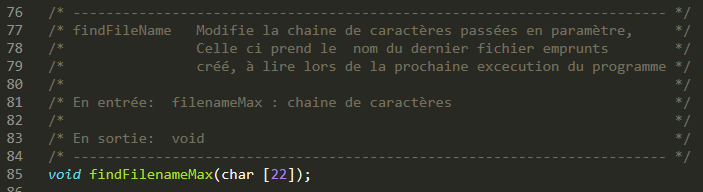 76 /* ------------------------------------------------------------------------- */
77 /* findFileName   Modifie la chaine de caractères passées en paramètre,     */
78 /*                Celle ci prend le  nom du dernier fichier emprunts        */
79 /*                créé, à lire lors de la prochaine excecution du programme */
80 /*                                                                          */
81 /* En entrée:  filenameMax : chaine de caractères                           */
82 /*                                                                          */
83 /* En sortie:  void                                                         */
84 /* ------------------------------------------------------------------------- */
85 void findFilenameMax(char [22]);